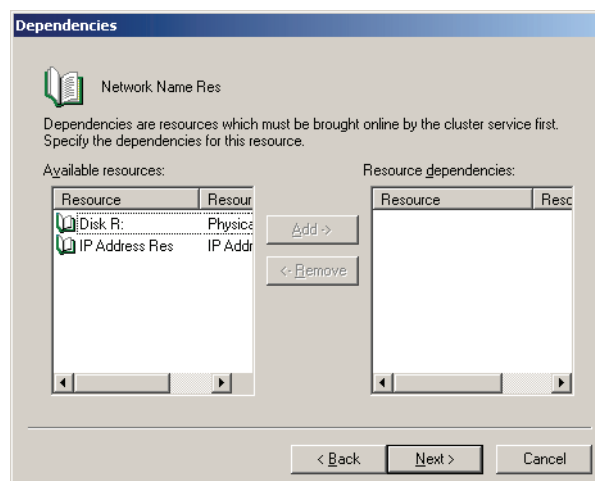 Dependencies
Network Name Res
Dependencies are resources which must be brought online by the cluster service first.
Specify the dependencies for this resource.
Available resources:
Resource dependencies:
Resource Resour
Disk R: Physica
IP Address Res IP Addr
Add ->
<- Remove
Resource Resc
< Back
Next >
Cancel